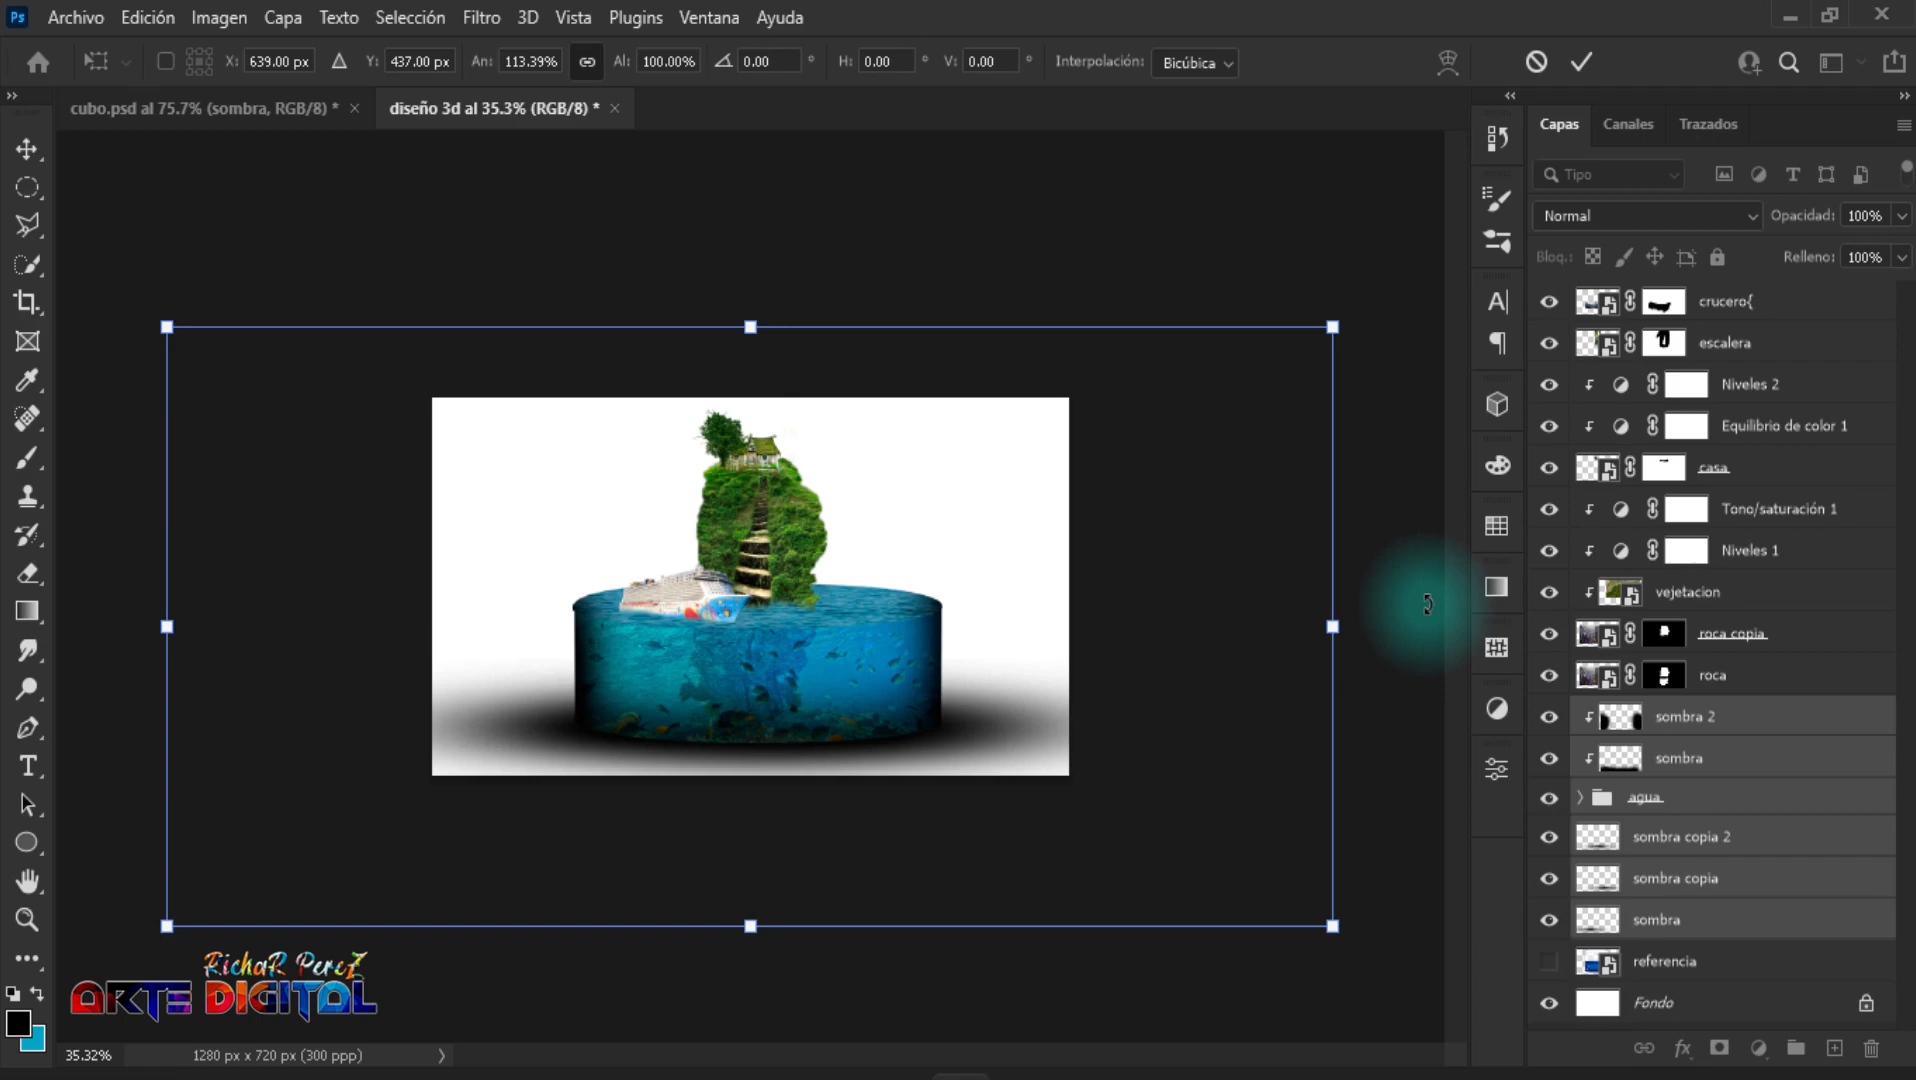 Ps Archivo Edición Imagen Capa Texto Selección Filtro 3D Vista Plugins Ventana Ayuda
X: 639.00 px Y: 437.00 px An: 113.39% Al: 100.00% 0.00 ° H: 0.00 ° V: 0.00 ° Interpolación: Bicúbica
cubo.psd al 75.7% (sombra, RGB/8) *
diseño 3d al 35.3% (RGB/8) *
Capas Canales Trazados
Tipo
Normal Opacidad: 100%
Bloq.: Relleno: 100%
crucero{
escalera
Niveles 2
Equilibrio de color 1
casa
Tono/saturación 1
Niveles 1
vejetacion
roca copia
roca
sombra 2
sombra
agua
sombra copia 2
sombra copia
sombra
referencia
Fondo
RichaR PereZ
ARTE DIGITAL
35.32% 1280 px x 720 px (300 ppp)